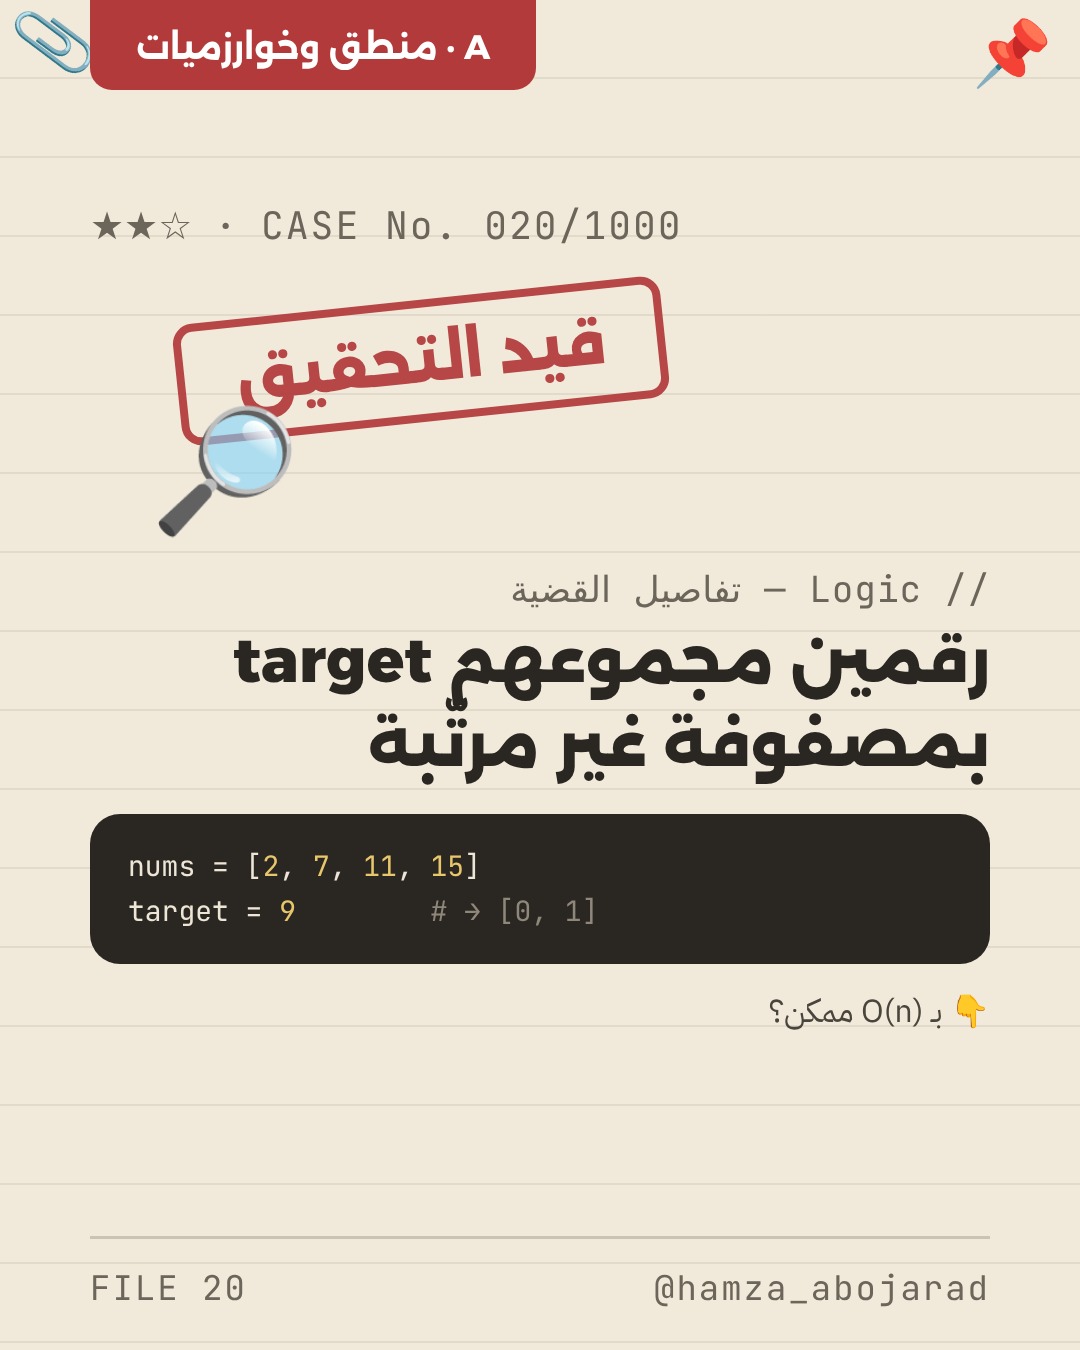 A · منطق وخوارزميات
★★☆ · CASE No. 020/1000
قيد التحقيق
// Logic — تفاصيل القضية
رقمين مجموعهم target
بمصفوفة غير مرتّبة
nums = [2, 7, 11, 15]
target = 9        # → [0, 1]
👇 بـ O(n) ممكن؟
FILE 20
@hamza_abojarad